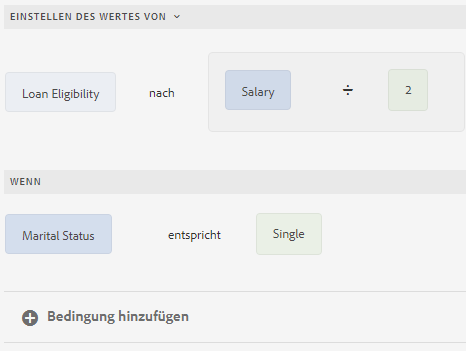 EINSTELLEN DES WERTES VON
Loan Eligibility nach Salary ÷ 2
WENN
Marital Status entspricht Single
Bedingung hinzufügen